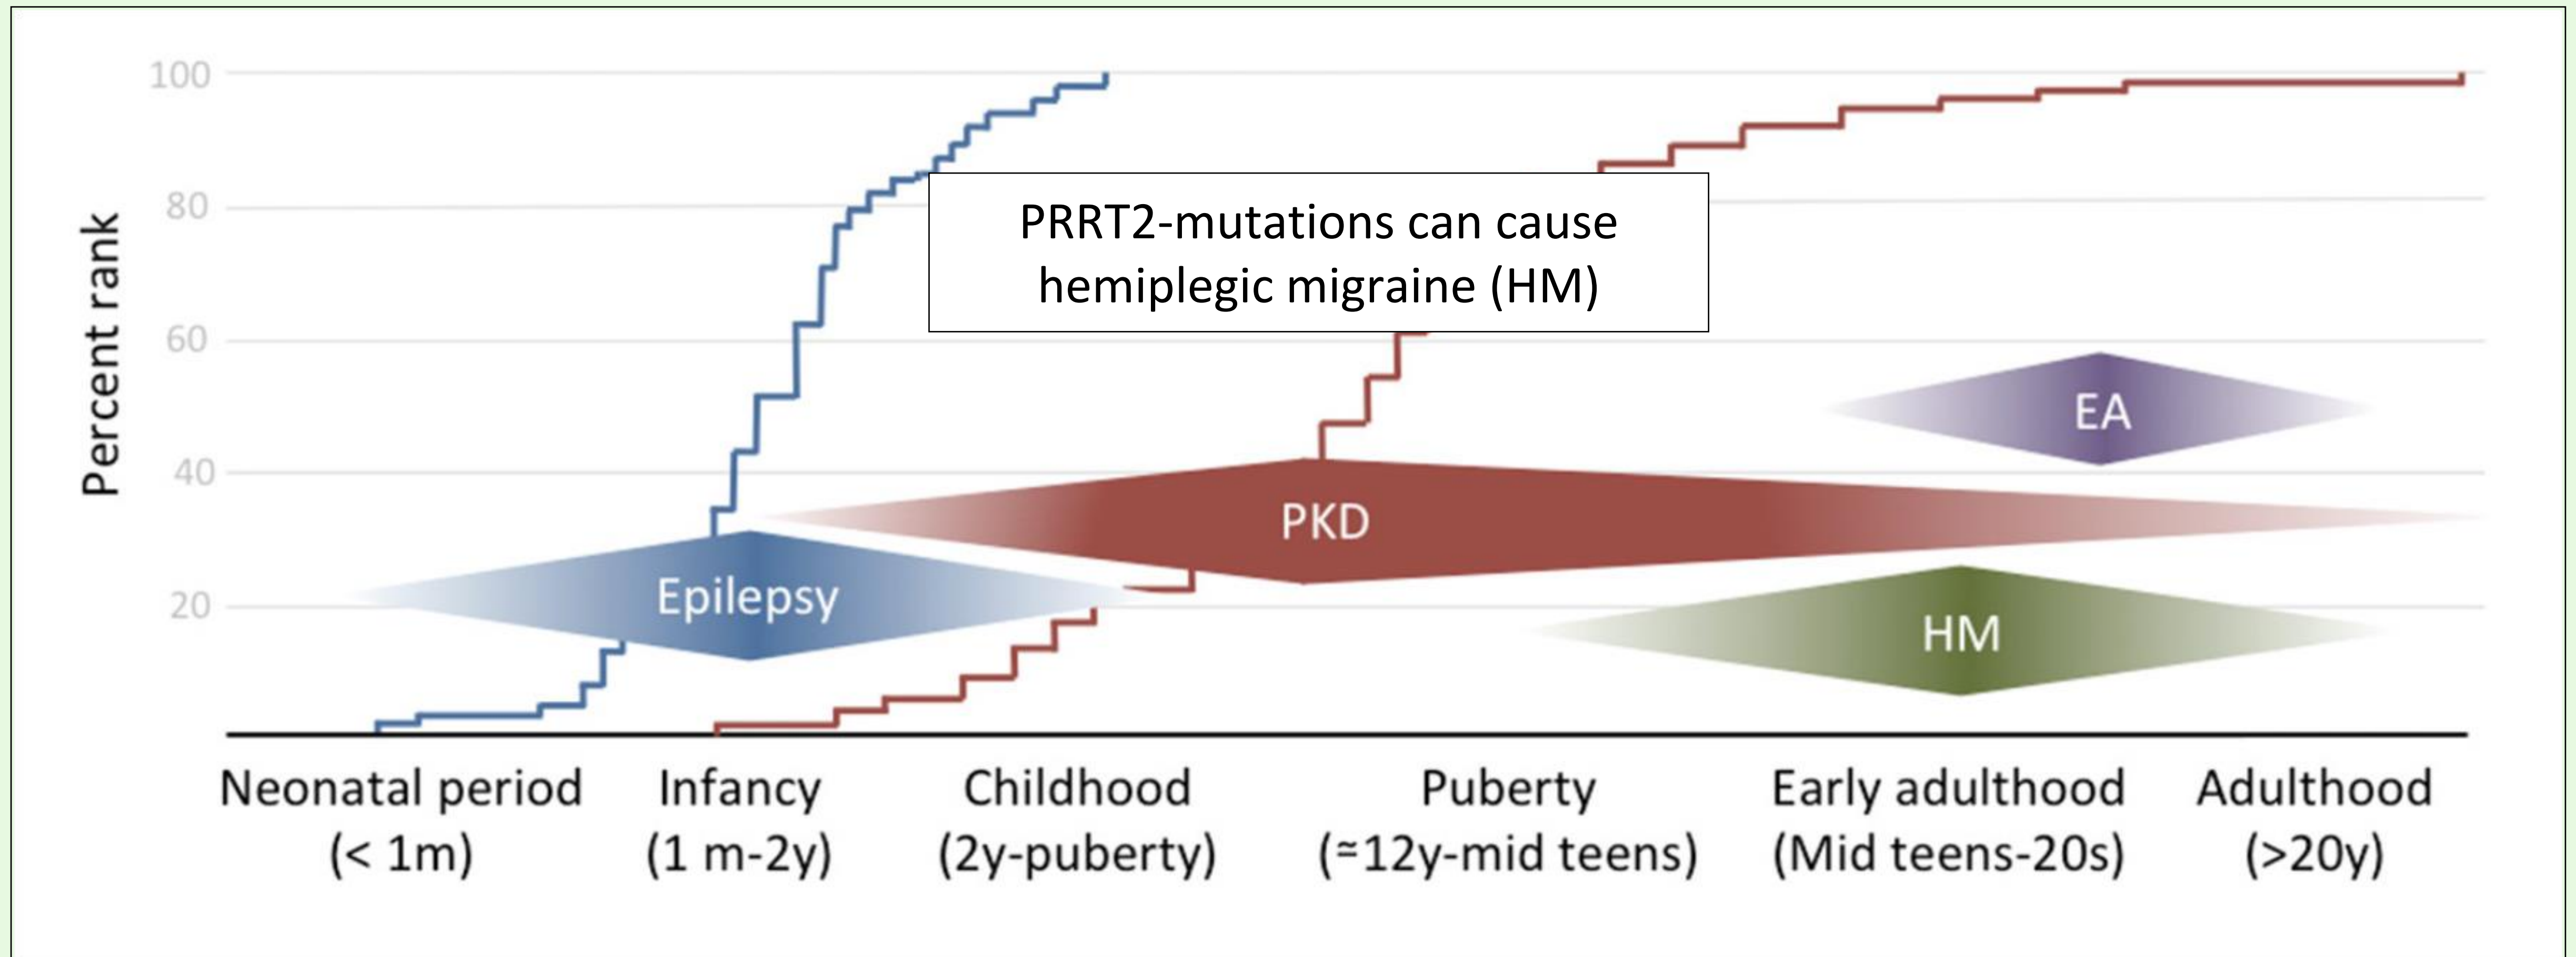 100
80
60
40
20
Percent rank
PRRT2-mutations can cause
hemiplegic migraine (HM)
EA
PKD
Epilepsy
HM
Neonatal period
(< 1m)
Infancy
(1 m-2y)
Childhood
(2y-puberty)
Puberty
(≈12y-mid teens)
Early adulthood
(Mid teens-20s)
Adulthood
(>20y)